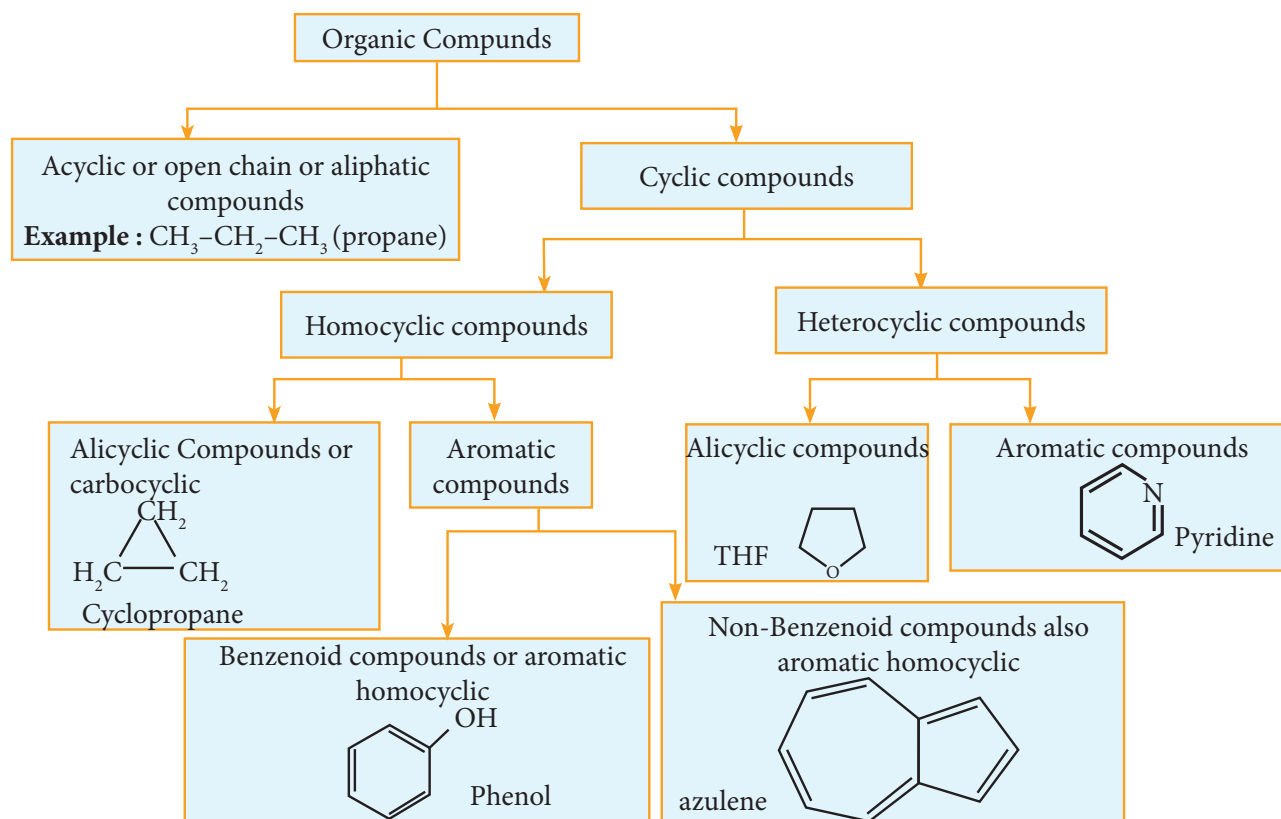 Organic Compunds
Acyclic or open chain or aliphatic
compounds
Example : CH₃–CH₂–CH₃ (propane)
Cyclic compounds
Homocyclic compounds
Heterocyclic compounds
Alicyclic Compounds or
carbocyclic
CH₂
H₂C
CH₂
Cyclopropane
Aromatic
compounds
Alicyclic compounds
THF
O
Aromatic compounds
N
Pyridine
Benzenoid compounds or aromatic
homocyclic
OH
Phenol
Non-Benzenoid compounds also
aromatic homocyclic
azulene